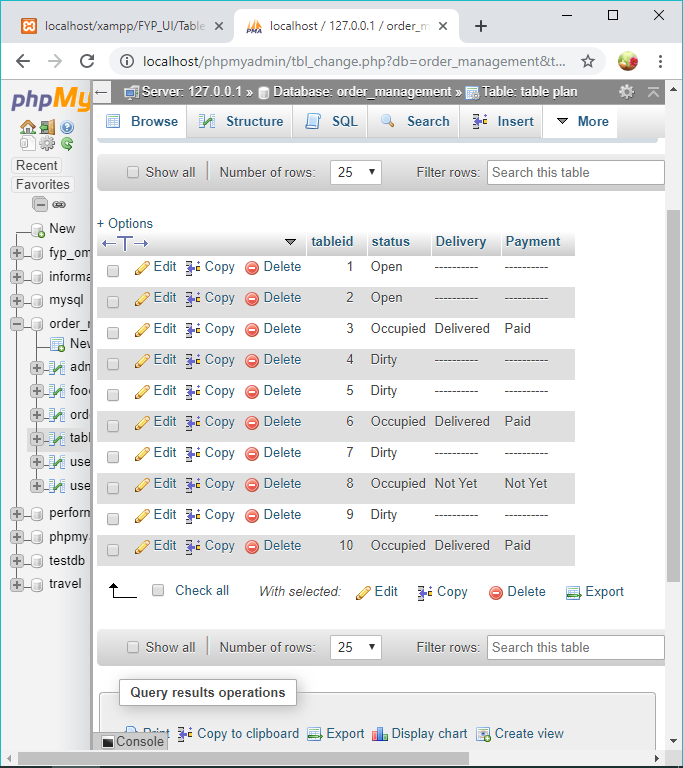 localhost/xampp/FYP_UI/Table
localhost / 127.0.0.1 / order_m
localhost/phpmyadmin/tbl_change.php?db=order_management&t...
phpMy
Server: 127.0.0.1 » Database: order_management » Table: table plan
Browse Structure SQL Search Insert More
Recent
Favorites
New
fyp_om
informa
mysql
order_m
New
adm
food
orde
tabl
use
use
perform
phpmya
testdb
travel
Show all Number of rows: 25 Filter rows: Search this table
+ Options
tableid status Delivery Payment
Edit Copy Delete 1 Open ---------- ----------
Edit Copy Delete 2 Open ---------- ----------
Edit Copy Delete 3 Occupied Delivered Paid
Edit Copy Delete 4 Dirty ---------- ----------
Edit Copy Delete 5 Dirty ---------- ----------
Edit Copy Delete 6 Occupied Delivered Paid
Edit Copy Delete 7 Dirty ---------- ----------
Edit Copy Delete 8 Occupied Not Yet Not Yet
Edit Copy Delete 9 Dirty ---------- ----------
Edit Copy Delete 10 Occupied Delivered Paid
Check all With selected: Edit Copy Delete Export
Show all Number of rows: 25 Filter rows: Search this table
Query results operations
Print Copy to clipboard Export Display chart Create view
Console